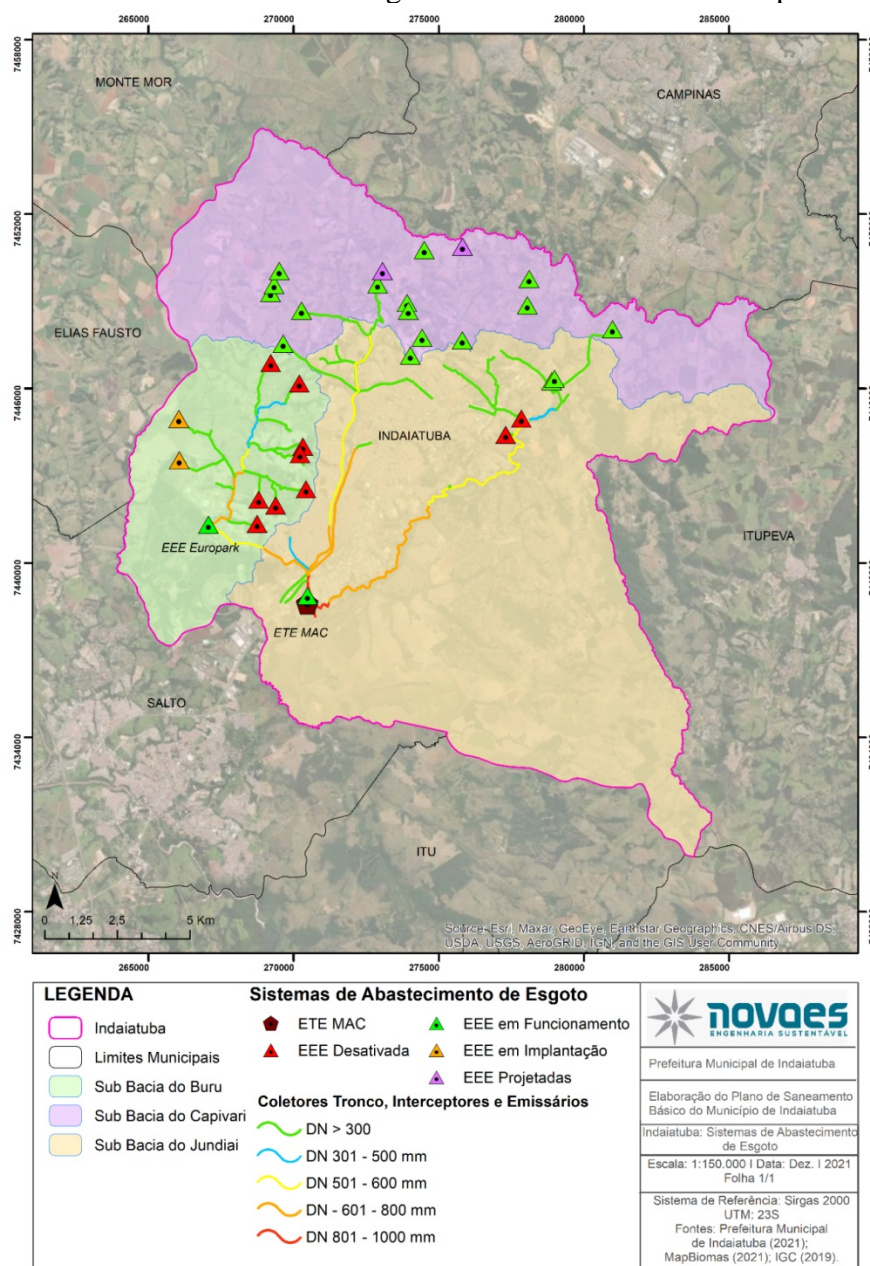 265000 270000 275000 280000 285000
7458000
MONTE MOR
CAMPINAS
7452000
ELIAS FAUSTO
7446000
INDAIATUBA
ITUPEVA
EEE Europark
7440000
ETE MAC
SALTO
7434000
ITU
N
0 1,25 2,5 5 Km
7428000
Source: Esri, Maxar, GeoEye, Earthstar Geographics, CNES/Airbus DS,
USDA, USGS, AeroGRID, IGN, and the GIS User Community
265000 270000 275000 280000 285000
LEGENDA
Indaiatuba
Limites Municipais
Sub Bacia do Buru
Sub Bacia do Capivari
Sub Bacia do Jundiai
Sistemas de Abastecimento de Esgoto
ETE MAC
EEE Desativada
EEE em Funcionamento
EEE em Implantação
EEE Projetadas
Coletores Tronco, Interceptores e Emissários
DN > 300
DN 301 - 500 mm
DN 501 - 600 mm
DN - 601 - 800 mm
DN 801 - 1000 mm
novaes
ENGENHARIA SUSTENTÁVEL
Prefeitura Municipal de Indaiatuba
Elaboração do Plano de Saneamento
Básico do Município de Indaiatuba
Indaiatuba: Sistemas de Abastecimento
de Esgoto
Escala: 1:150.000 I Data: Dez. I 2021
Folha 1/1
Sistema de Referência: Sirgas 2000
UTM: 23S
Fontes: Prefeitura Municipal
de Indaiatuba (2021);
MapBiomas (2021); IGC (2019).